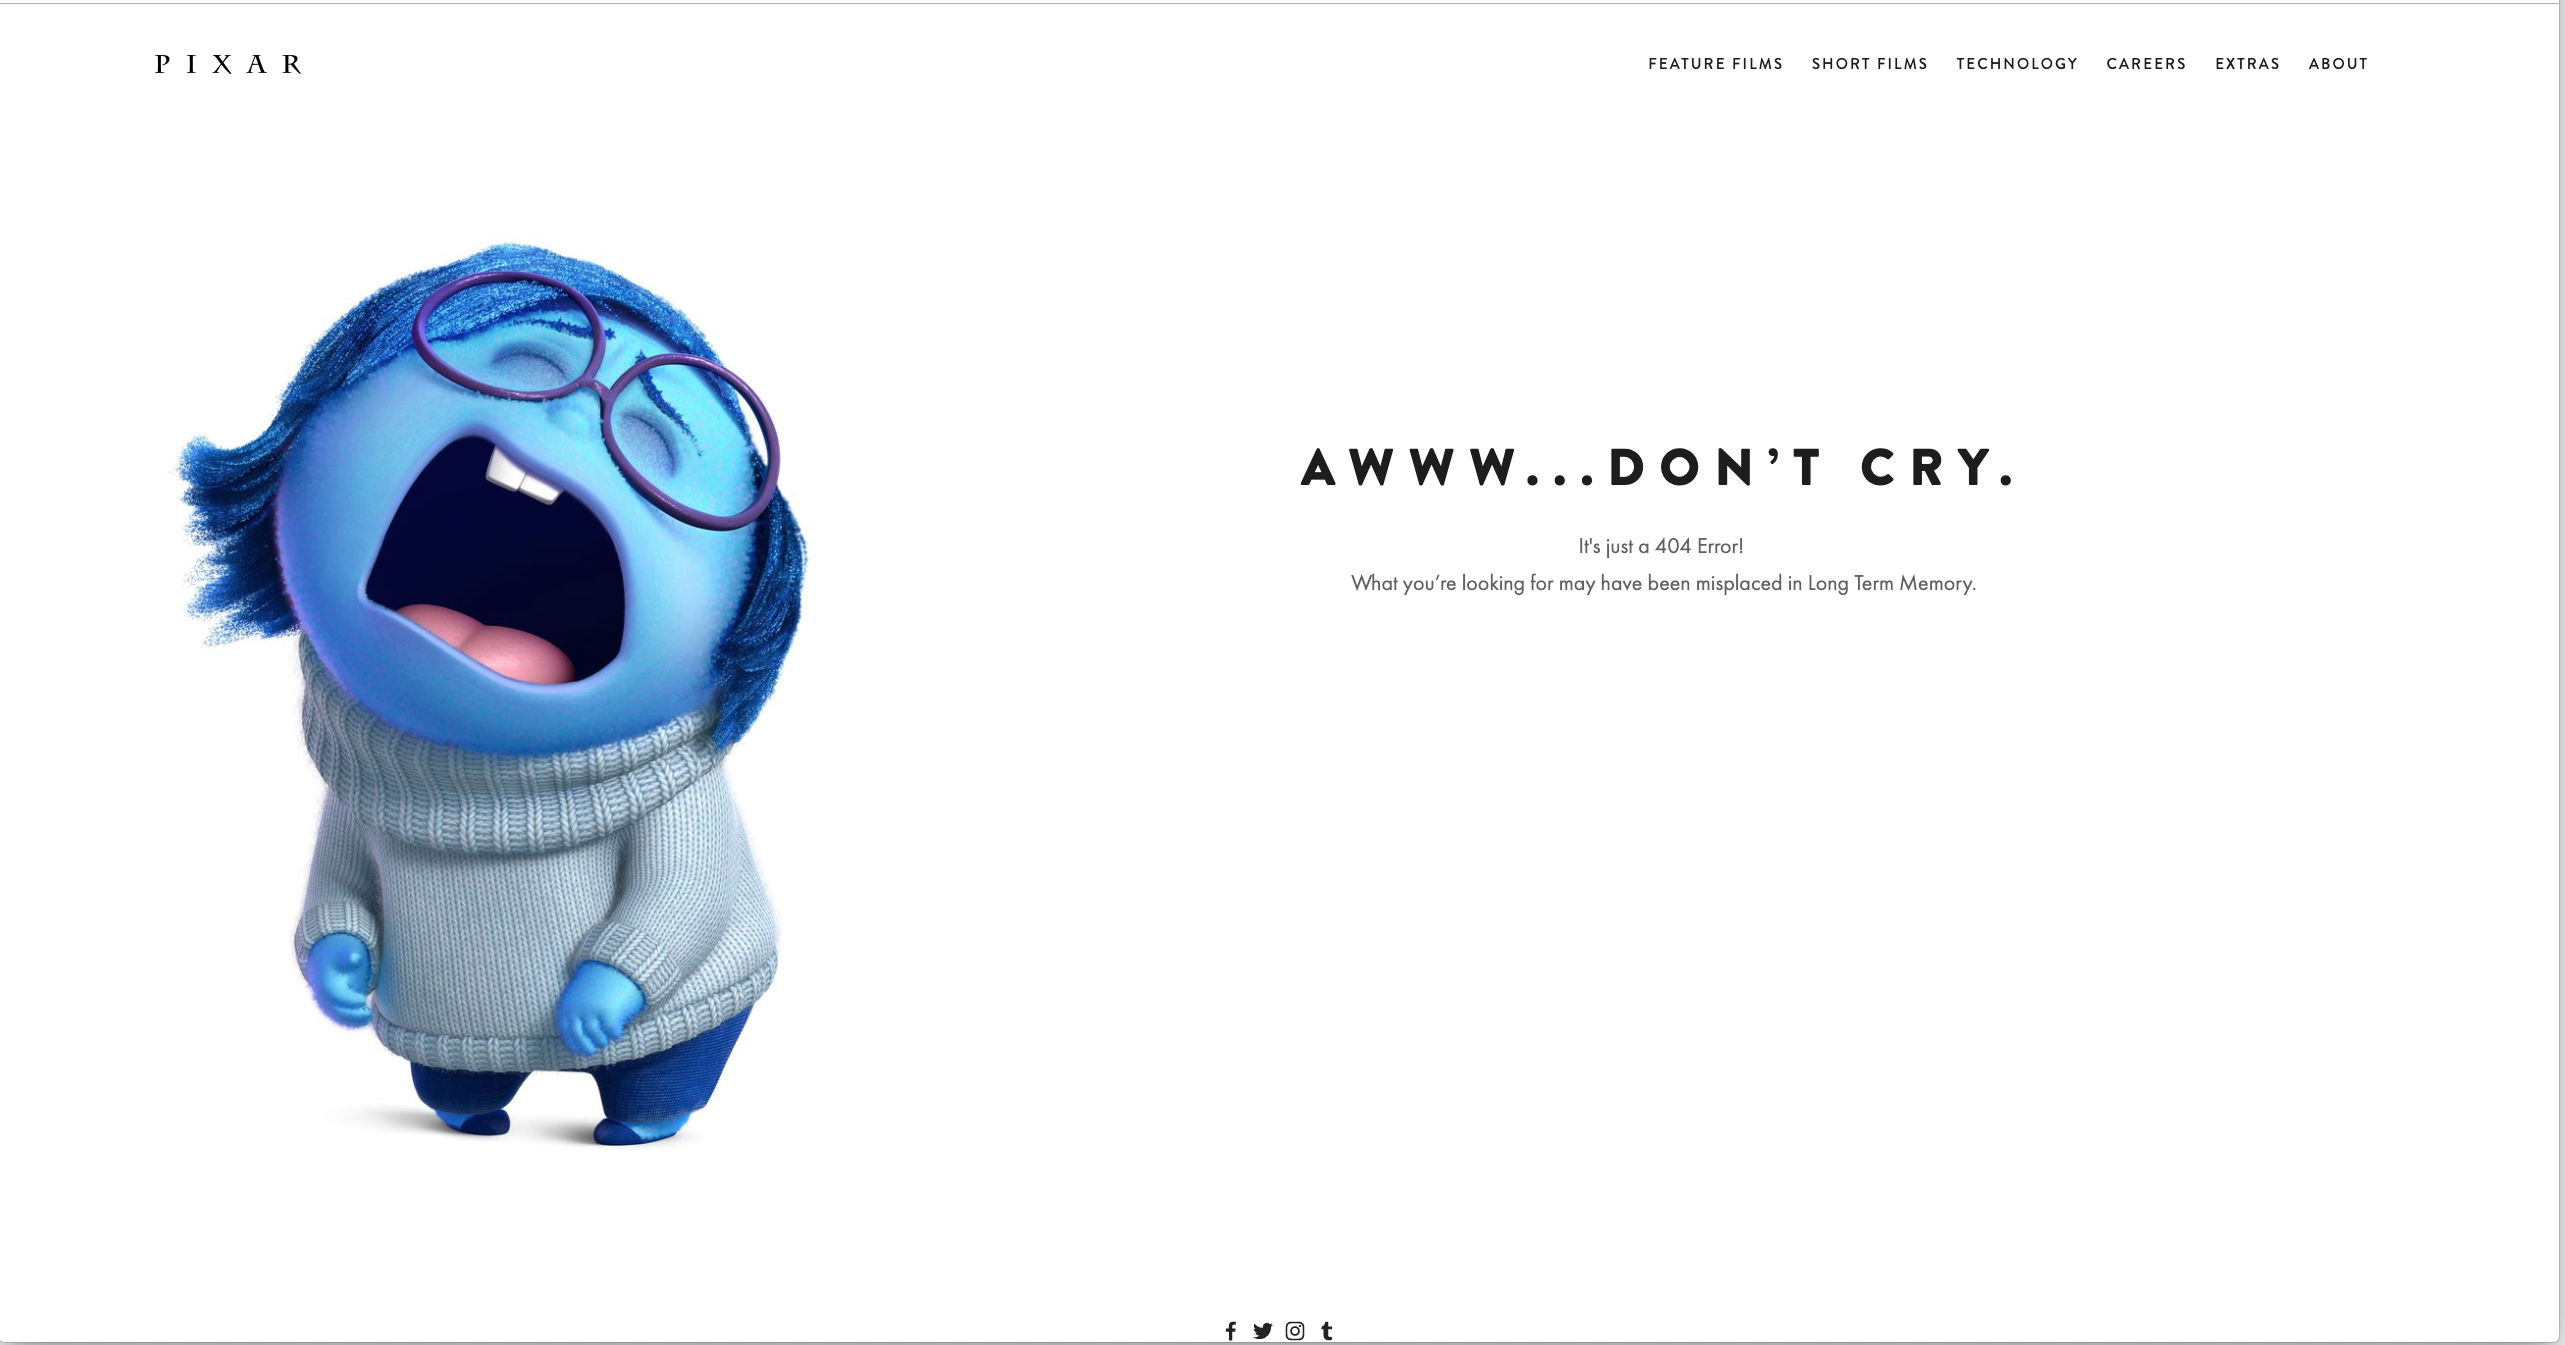 PIXAR
FEATURE FILMS SHORT FILMS TECHNOLOGY CAREERS EXTRAS ABOUT
AWWW...DON’T CRY.
It's just a 404 Error!
What you’re looking for may have been misplaced in Long Term Memory.